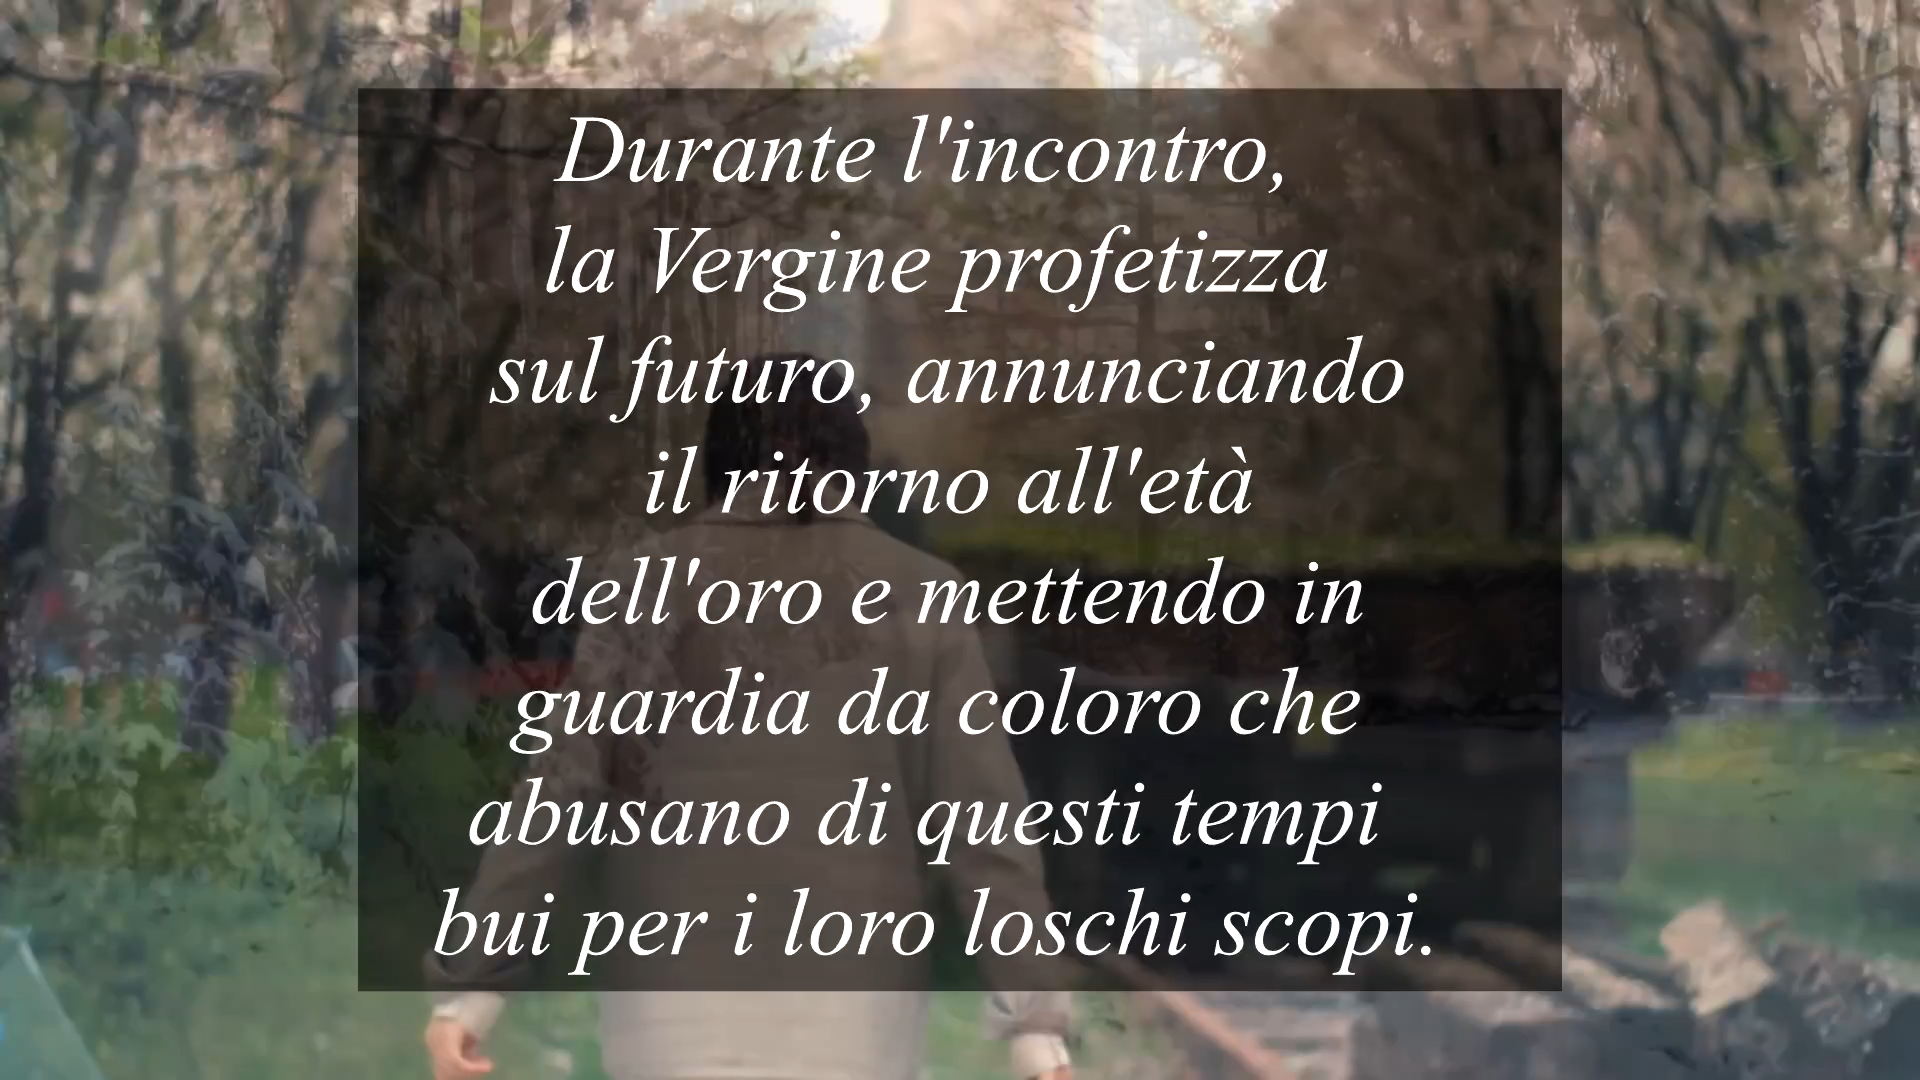 Durante l'incontro,
la Vergine profetizza
sul futuro, annunciando
il ritorno all'età
dell'oro e mettendo in
guardia da coloro che
abusano di questi tempi
bui per i loro loschi scopi.